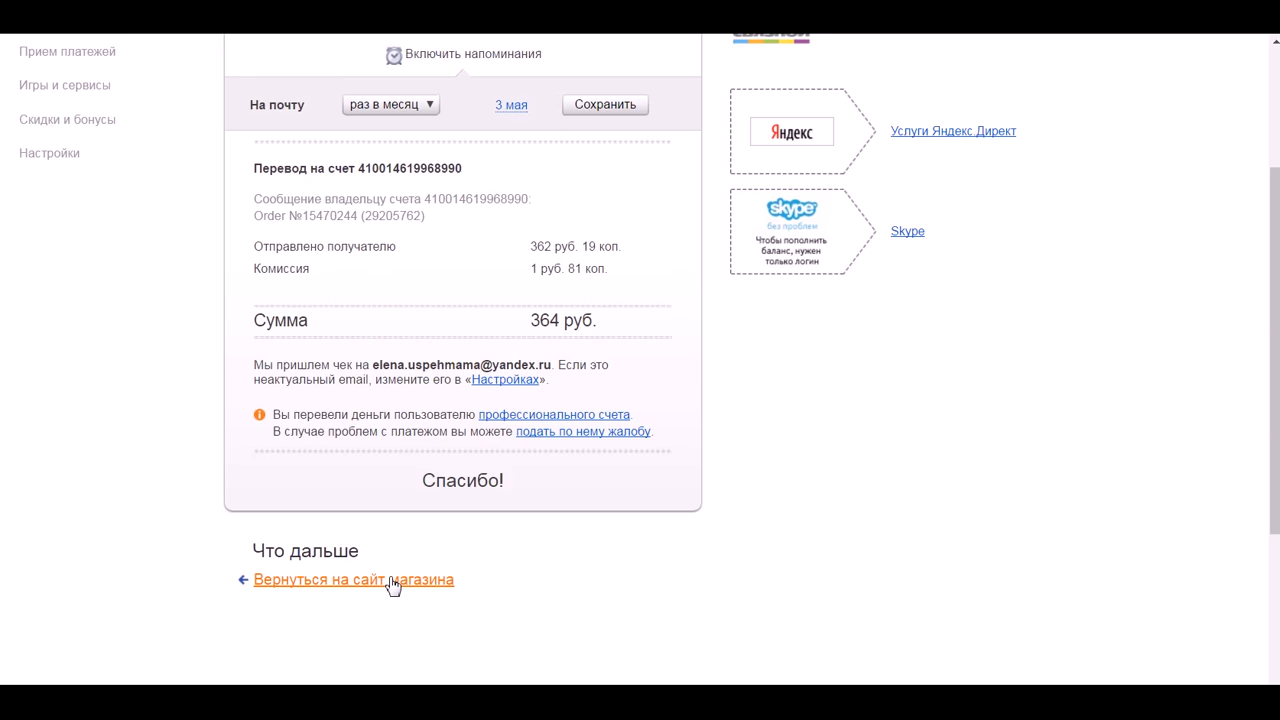 Прием платежей
Игры и сервисы
Скидки и бонусы
Настройки
Включить напоминания
На почту раз в месяц 3 мая Сохранить
Перевод на счет 410014619968990
Сообщение владельцу счета 410014619968990:
Order №15470244 (29205762)
Отправлено получателю 362 руб. 19 коп.
Комиссия 1 руб. 81 коп.
Сумма 364 руб.
Мы пришлем чек на elena.uspehmama@yandex.ru. Если это
неактуальный email, измените его в «Настройках».
Вы перевели деньги пользователю профессионального счета.
В случае проблем с платежом вы можете подать по нему жалобу.
Спасибо!
Что дальше
Вернуться на сайт магазина
Яндекс
Услуги Яндекс.Директ
skype
без проблем
Чтобы пополнить
баланс, нужен
только логин
Skype